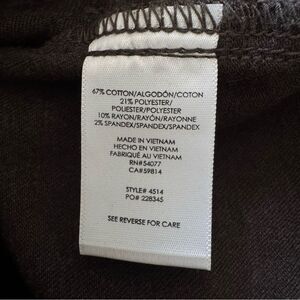 67% COTTON/ALGODÓN/COTON
21% POLYESTER/
POLIESTER/POLYESTER
10% RAYON/RAYÓN/RAYONNE
2% SPANDEX/SPANDEX/SPANDEX
MADE IN VIETNAM
HECHO EN VIETNAM
FABRIQUÉ AU VIETNAM
RN#54077
CA#59814
STYLE# 4514
PO# 228345
SEE REVERSE FOR CARE